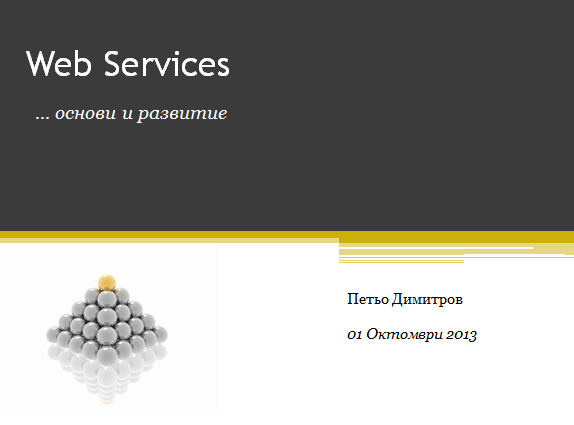 Web Services
... основи и развитие
Петьо Димитров
01 Октомври 2013